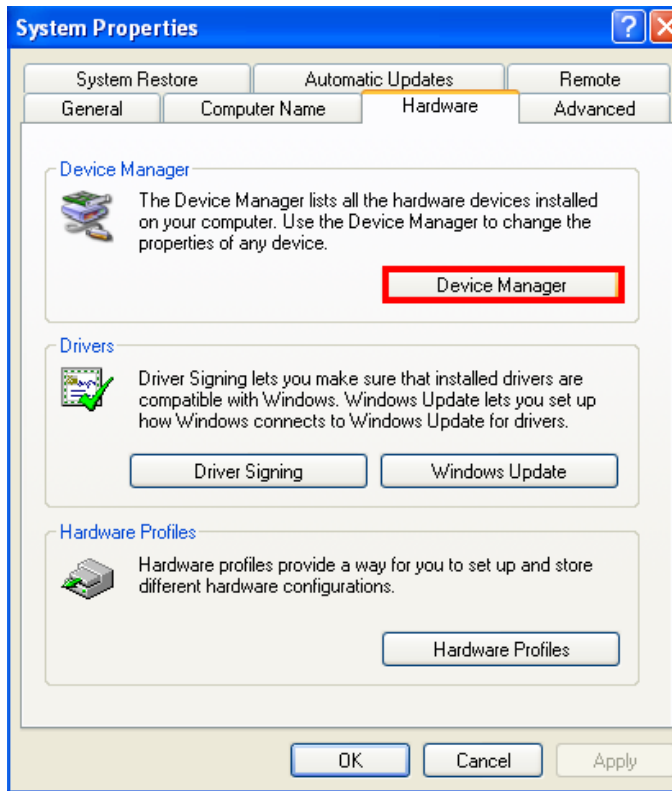 System Properties
System Restore Automatic Updates Remote
General Computer Name Hardware Advanced
Device Manager
The Device Manager lists all the hardware devices installed
on your computer. Use the Device Manager to change the
properties of any device.
Device Manager
Drivers
Driver Signing lets you make sure that installed drivers are
compatible with Windows. Windows Update lets you set up
how Windows connects to Windows Update for drivers.
Driver Signing Windows Update
Hardware Profiles
Hardware profiles provide a way for you to set up and store
different hardware configurations.
Hardware Profiles
OK Cancel Apply